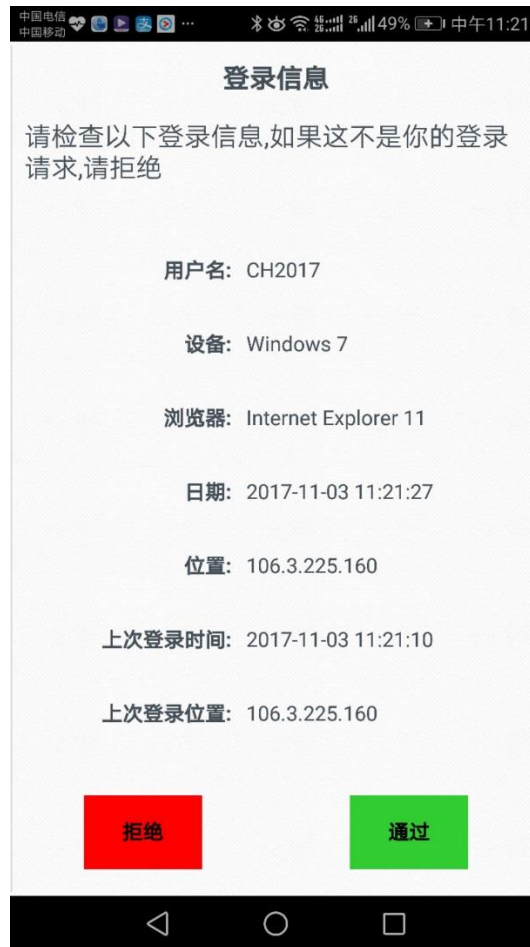 中国电信
中国移动
49% 中午11:21
登录信息
请检查以下登录信息,如果这不是你的登录
请求,请拒绝
用户名: CH2017
设备: Windows 7
浏览器: Internet Explorer 11
日期: 2017-11-03 11:21:27
位置: 106.3.225.160
上次登录时间: 2017-11-03 11:21:10
上次登录位置: 106.3.225.160
拒绝 通过